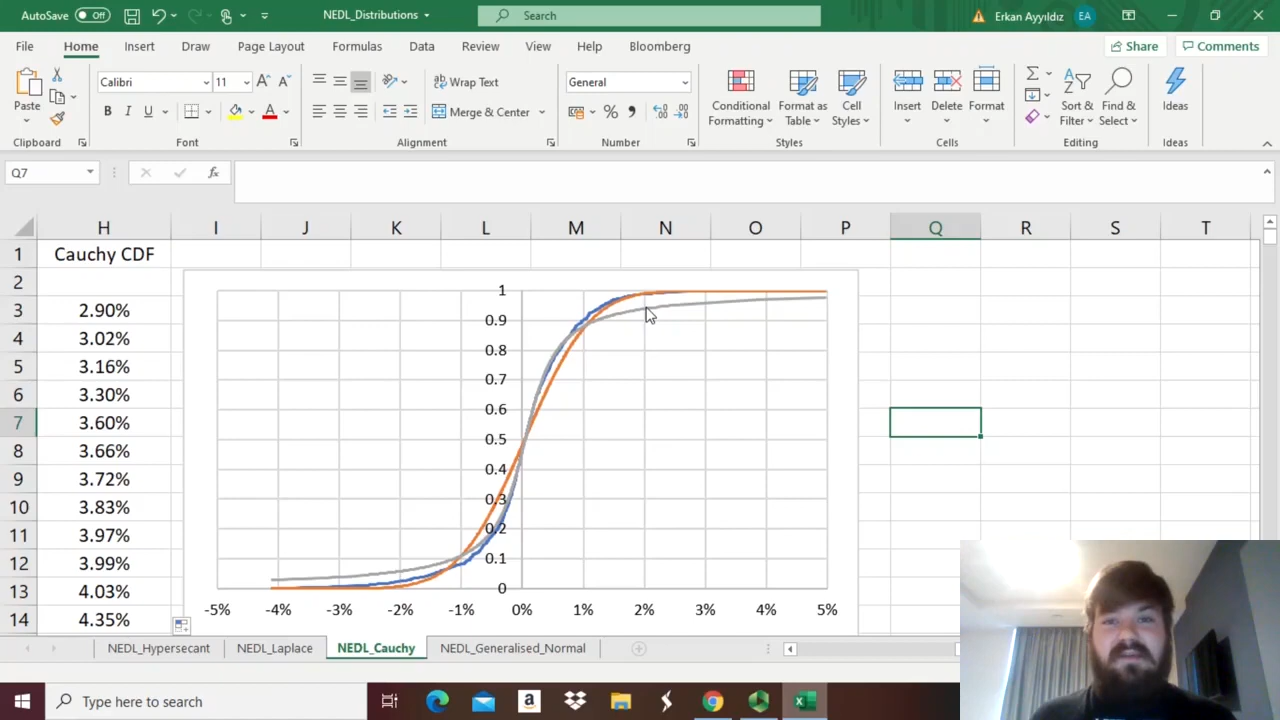 AutoSave Off NEDL_Distributions Search Erkan Ayyıldız EA
File Home Insert Draw Page Layout Formulas Data Review View Help Bloomberg Share Comments
Paste Calibri 11 A A Wrap Text General Conditional Formatting Format as Table Cell Styles Insert Delete Format Sort & Filter Find & Select Ideas
B I U A Merge & Center % ,
Clipboard Font Alignment Number Styles Cells Editing Ideas
Q7 fx
H I J K L M N O P Q R S T
1 Cauchy CDF
2
3 2.90%
4 3.02%
5 3.16%
6 3.30%
7 3.60%
8 3.66%
9 3.72%
10 3.83%
11 3.97%
12 3.99%
13 4.03%
14 4.35%
1
0.9
0.8
0.7
0.6
0.5
0.4
0.3
0.2
0.1
0
-5% -4% -3% -2% -1% 0% 1% 2% 3% 4% 5%
NEDL_Hypersecant NEDL_Laplace NEDL_Cauchy NEDL_Generalised_Normal
Type here to search